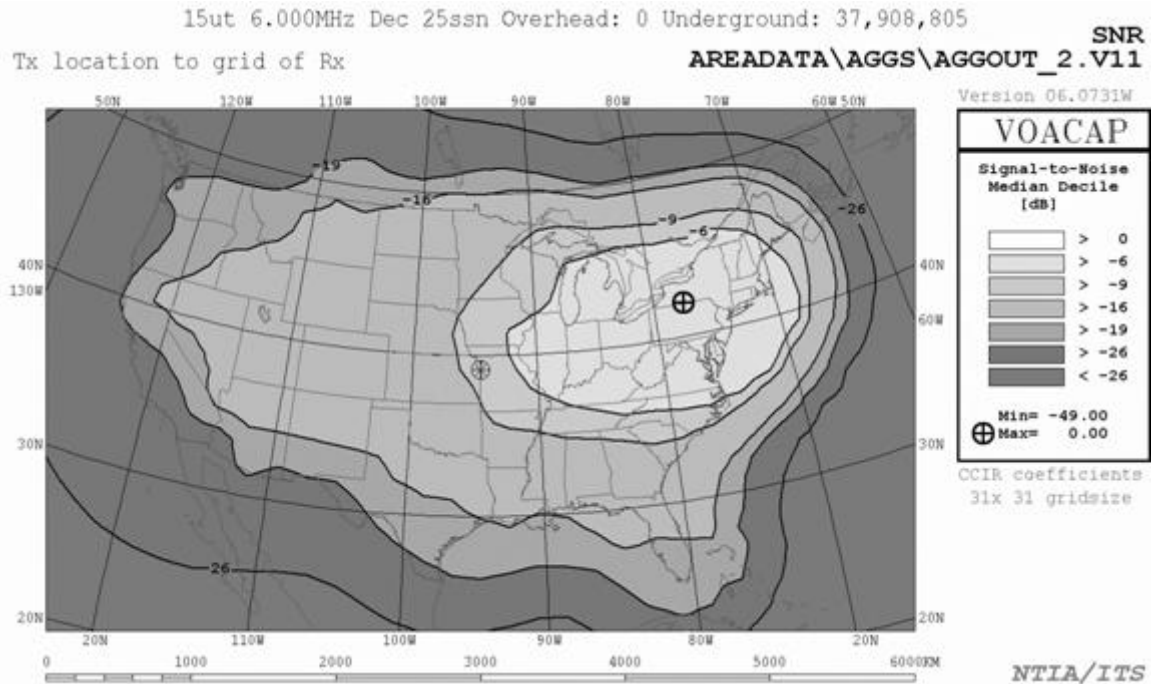 15ut 6.000MHz Dec 25ssn Overhead: 0 Underground: 37,908,805
SNR
Tx location to grid of Rx
AREADATA\AGGS\AGGOUT_2.V11
Version 06.0731W
50N 120W 110W 100W 90W 80W 70W 60W 50N
VOACAP
Signal-to-Noise
Median Decile
[dB]
> 0
> -6
> -9
> -16
> -19
> -26
< -26
Min= -49.00
Max= 0.00
CCIR coefficients
31x 31 gridsize
-19
-16
-9
-6
-26
40N
130W
40N
60W
30N
30N
-26
20N
20N
20N 110W 100W 90W 80W 20N
0 1000 2000 3000 4000 5000 6000KM
NTIA/ITS